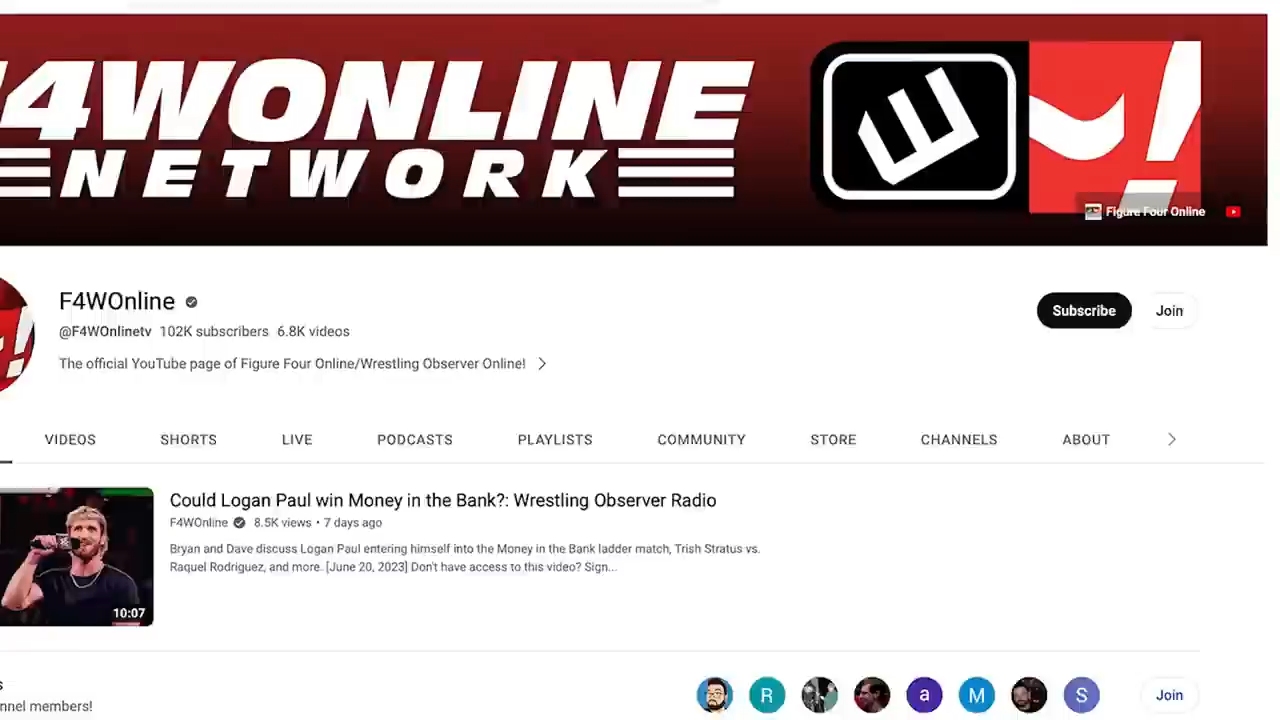 4WONLINE
NETWORK
Figure Four Online
F4WOnline
Subscribe
Join
@F4WOnlinetv 102K subscribers 6.8K videos
The official YouTube page of Figure Four Online/Wrestling Observer Online!
VIDEOS SHORTS LIVE PODCASTS PLAYLISTS COMMUNITY STORE CHANNELS ABOUT
Could Logan Paul win Money in the Bank?: Wrestling Observer Radio
F4WOnline 8.5K views • 7 days ago
Bryan and Dave discuss Logan Paul entering himself into the Money in the Bank ladder match, Trish Stratus vs.
Raquel Rodriguez, and more. [June 20, 2023] Don't have access to this video? Sign...
10:07
s
R a M S
Join
nnel members!